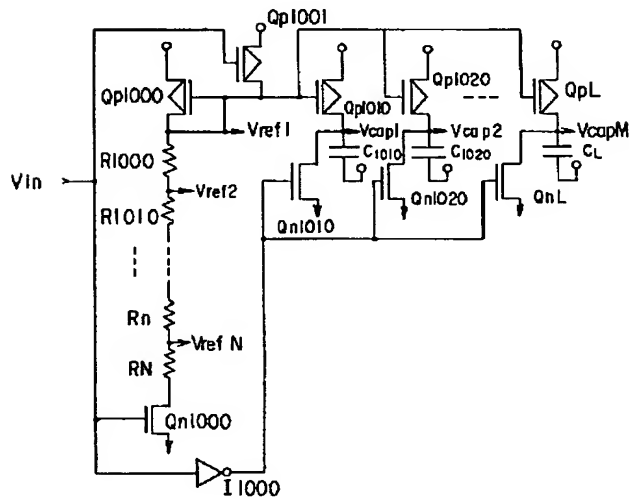 Qp1001
Qp1000
Qp1010
Qp1020
QpL
Vref1
Vcap1
Vcap2
VcapM
R1000
C1010
C1020
CL
Vin
Vref2
R1010
Qn1010
Qn1020
QnL
Rn
Vref N
RN
Qn1000
I1000